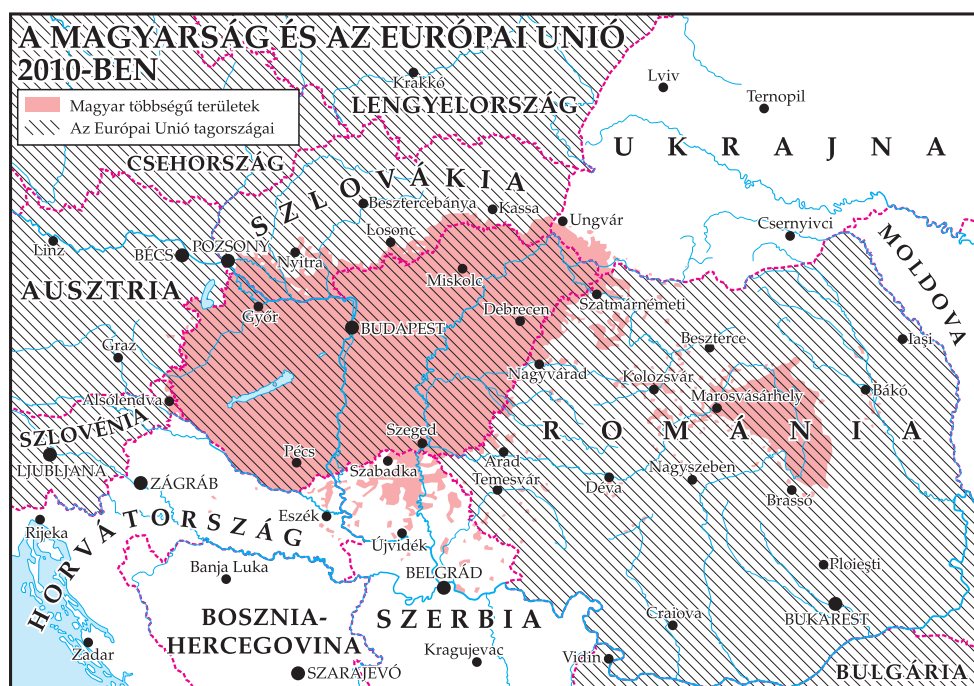 A MAGYARSÁG ÉS AZ EURÓPAI UNIÓ
2010-BEN
Magyar többségű területek
Az Európai Unió tagországai
Krakkó
LENGYELORSZÁG
Lviv
Ternopil
UKRAJNA
CSEHORSZÁG
SZLOVÁKIA
Besztercebánya
Kassa
Ungvár
Csernyivci
MOLDOVA
Linz
BÉCS
POZSONY
Nyitra
Losonc
Miskolc
AUSZTRIA
Győr
BUDAPEST
Debrecen
Szatmárnémeti
Beszterce
Iași
Graz
Nagyvárad
Kolozsvár
Marosvásárhely
Bákó
Alsólendva
SZLOVÉNIA
LJUBLJANA
Szeged
ROMÁNIA
Pécs
Szabadka
Arad
Temesvár
Déva
Nagyszeben
Brassó
ZÁGRÁB
Rijeka
HORVÁTORSZÁG
Eszék
Újvidék
Banja Luka
BELGRÁD
Ploiești
BOSZNIA-
HERCEGOVINA
SZERBIA
Craiova
BUKAREST
Zadar
SZARAJEVÓ
Kragujevác
Vidin
BULGÁRIA